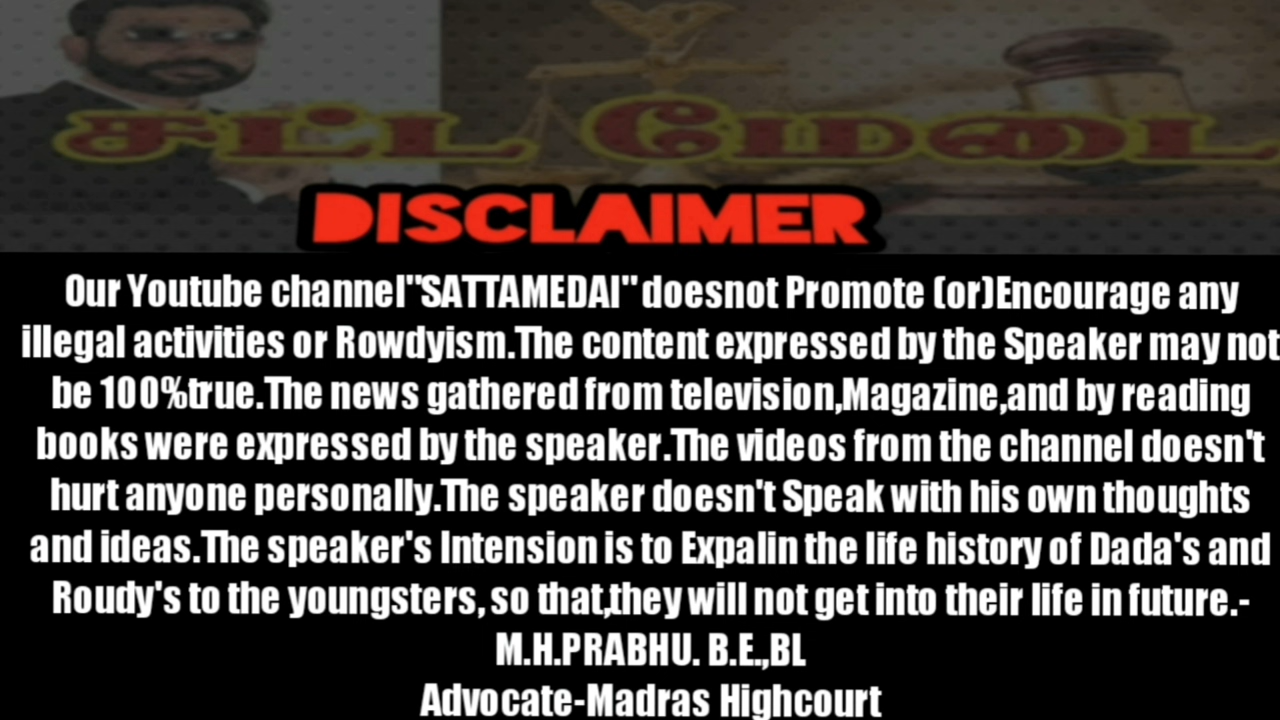 சட்ட மேடை
DISCLAIMER
Our Youtube channel"SATTAMEDAI"doesnot Promote (or)Encourage any
illegal activities or Rowdyism.The content expressed by the Speaker may not
be 100%true.The news gathered from television,Magazine,and by reading
books were expressed by the speaker.The videos from the channel doesn't
hurt anyone personally.The speaker doesn't Speak with his own thoughts
and ideas.The speaker's Intension is to Expalin the life history of Dada's and
Roudy's to the youngsters, so that,they will not get into their life in future.-
M.H.PRABHU. B.E.,BL
Advocate-Madras Highcourt